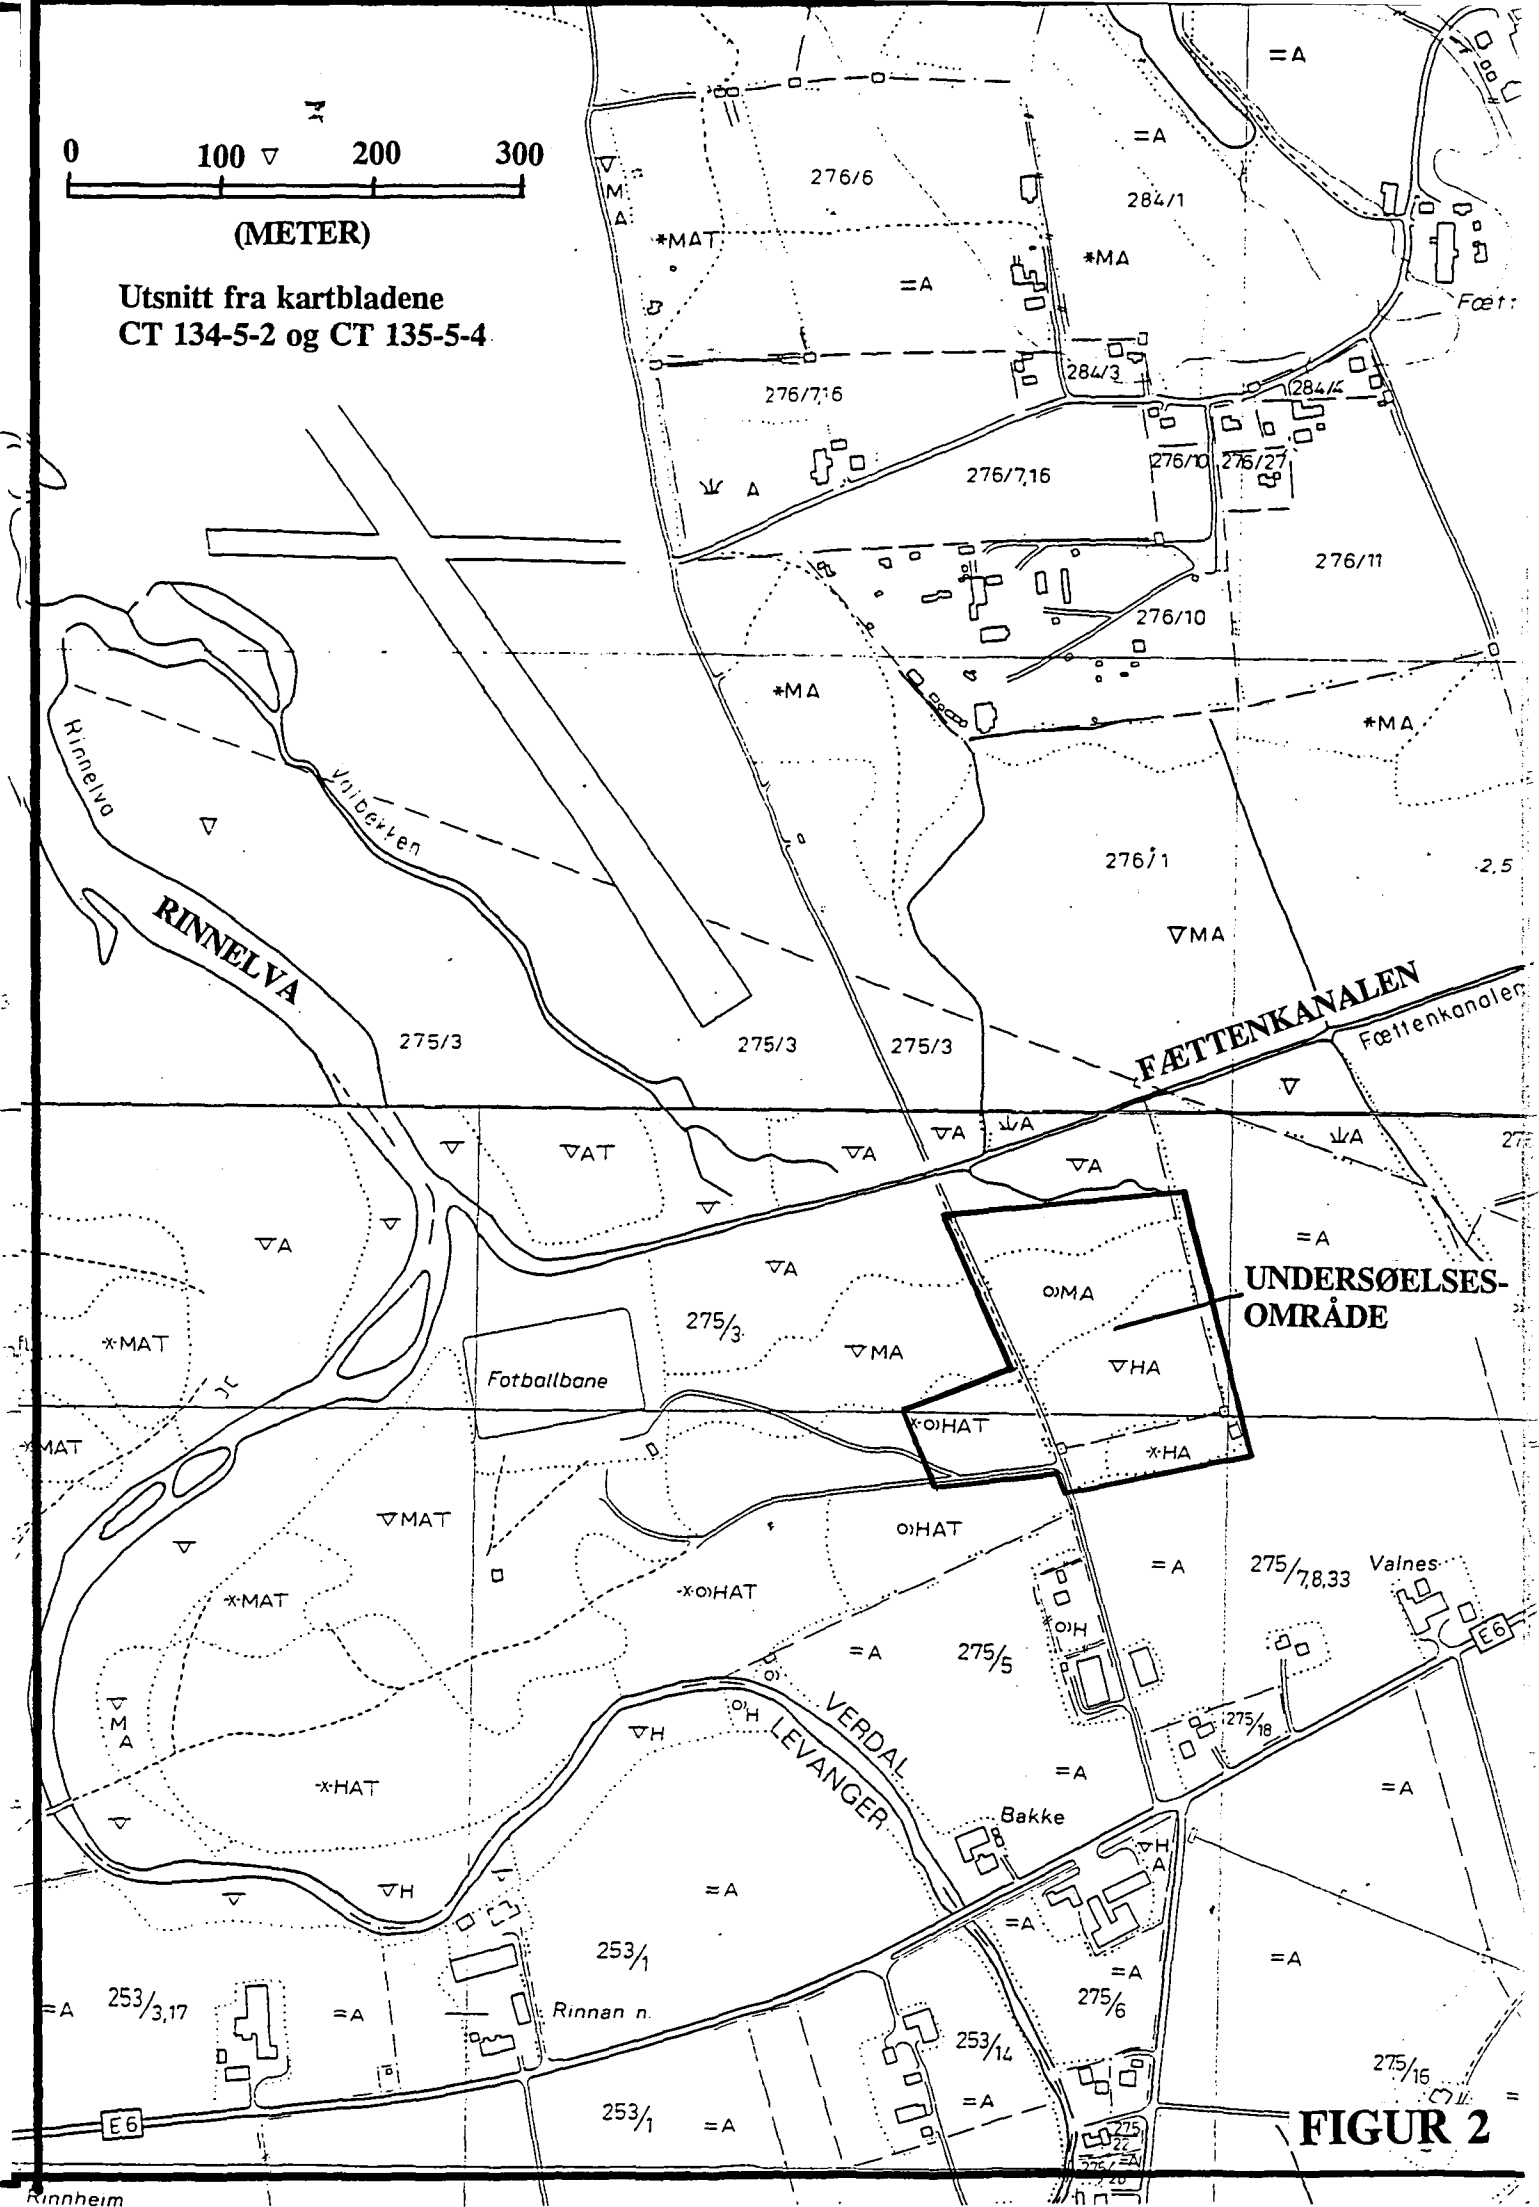 0 100 200 300
(METER)
Utsnitt fra kartbladene
CT 134-5-2 og CT 135-5-4
=A
=A
276/6
284/1
M
A
*MAT
*MA
=A
284/3
276/7,16
284/4
276/7,16
276/10
276/27
A
276/11
276/10
*MA
*MA
Rinnelva
276/1
2,5
MA
RINNELVA
FÆTTENKANALEN
Fættenkanalen
275/3
275/3
275/3
A
A
AT
A
A
A
A
=A
A
UNDERSØELSES-
OMRÅDE
MA
275/3
MAT
MA
HA
Fotballbane
HAT
MAT
HA
MAT
HAT
=A
275/7,8,33
Valnes
MAT
HAT
H
E6
=A
275/5
H
H
VERDAL
LEVANGER
275/18
M
A
HAT
=A
=A
Bakke
H
A
H
=A
=A
253/1
=A
=A
275/6
253/3,17
=A
=A
Rinnan n.
253/14
275/16
=A
E6
253/1
=A
275
22
FIGUR 2
Rinnheim